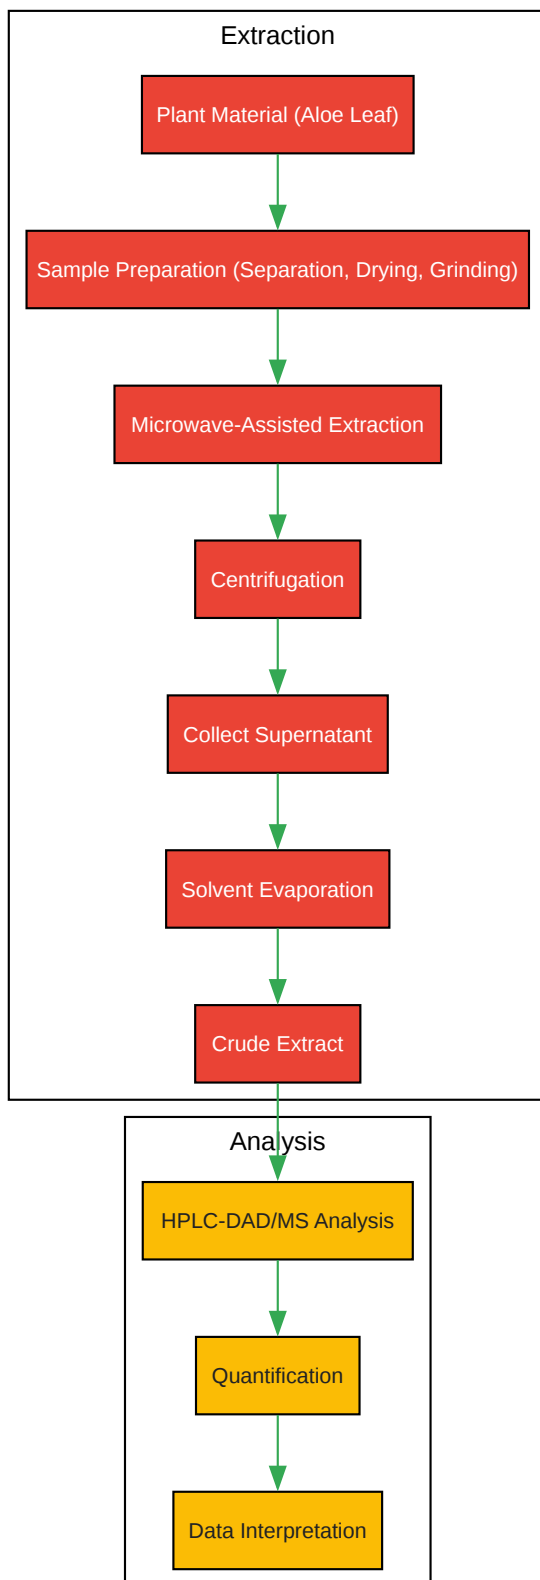 Extraction
Plant Material (Aloe Leaf)
Sample Preparation (Separation, Drying, Grinding)
Microwave-Assisted Extraction
Centrifugation
Collect Supernatant
Solvent Evaporation
Crude Extract
Analysis
HPLC-DAD/MS Analysis
Quantification
Data Interpretation